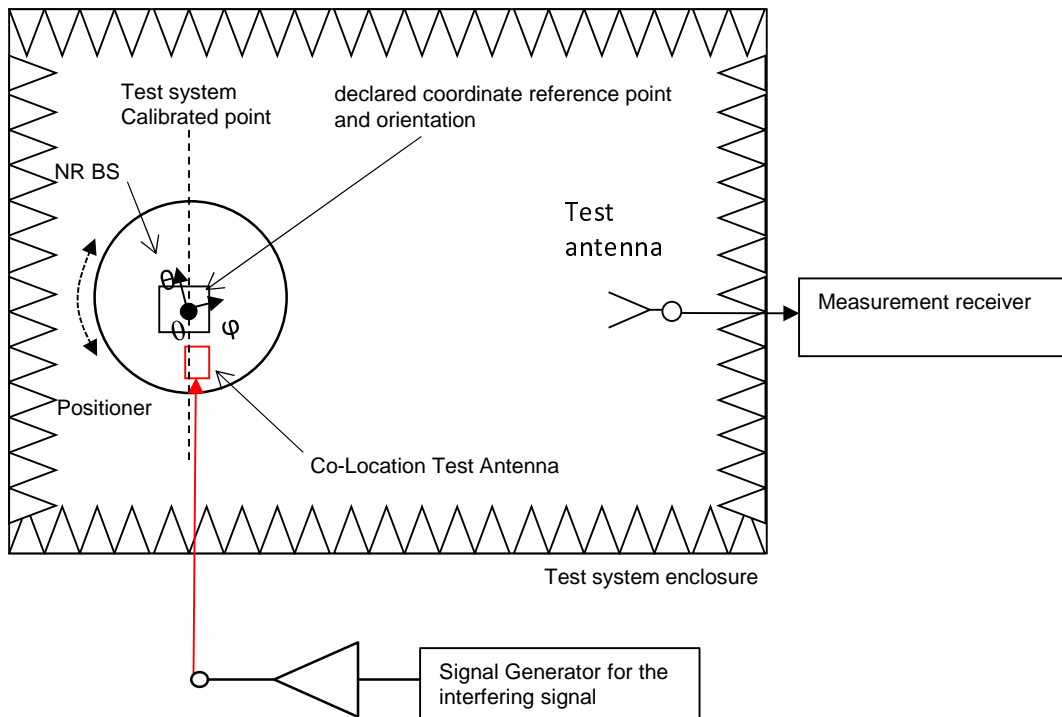 Test system
Calibrated point
declared coordinate reference point
and orientation
NR BS
Test
antenna
θ
θ
φ
Measurement receiver
Positioner
Co-Location Test Antenna
Test system enclosure
Signal Generator for the
interfering signal